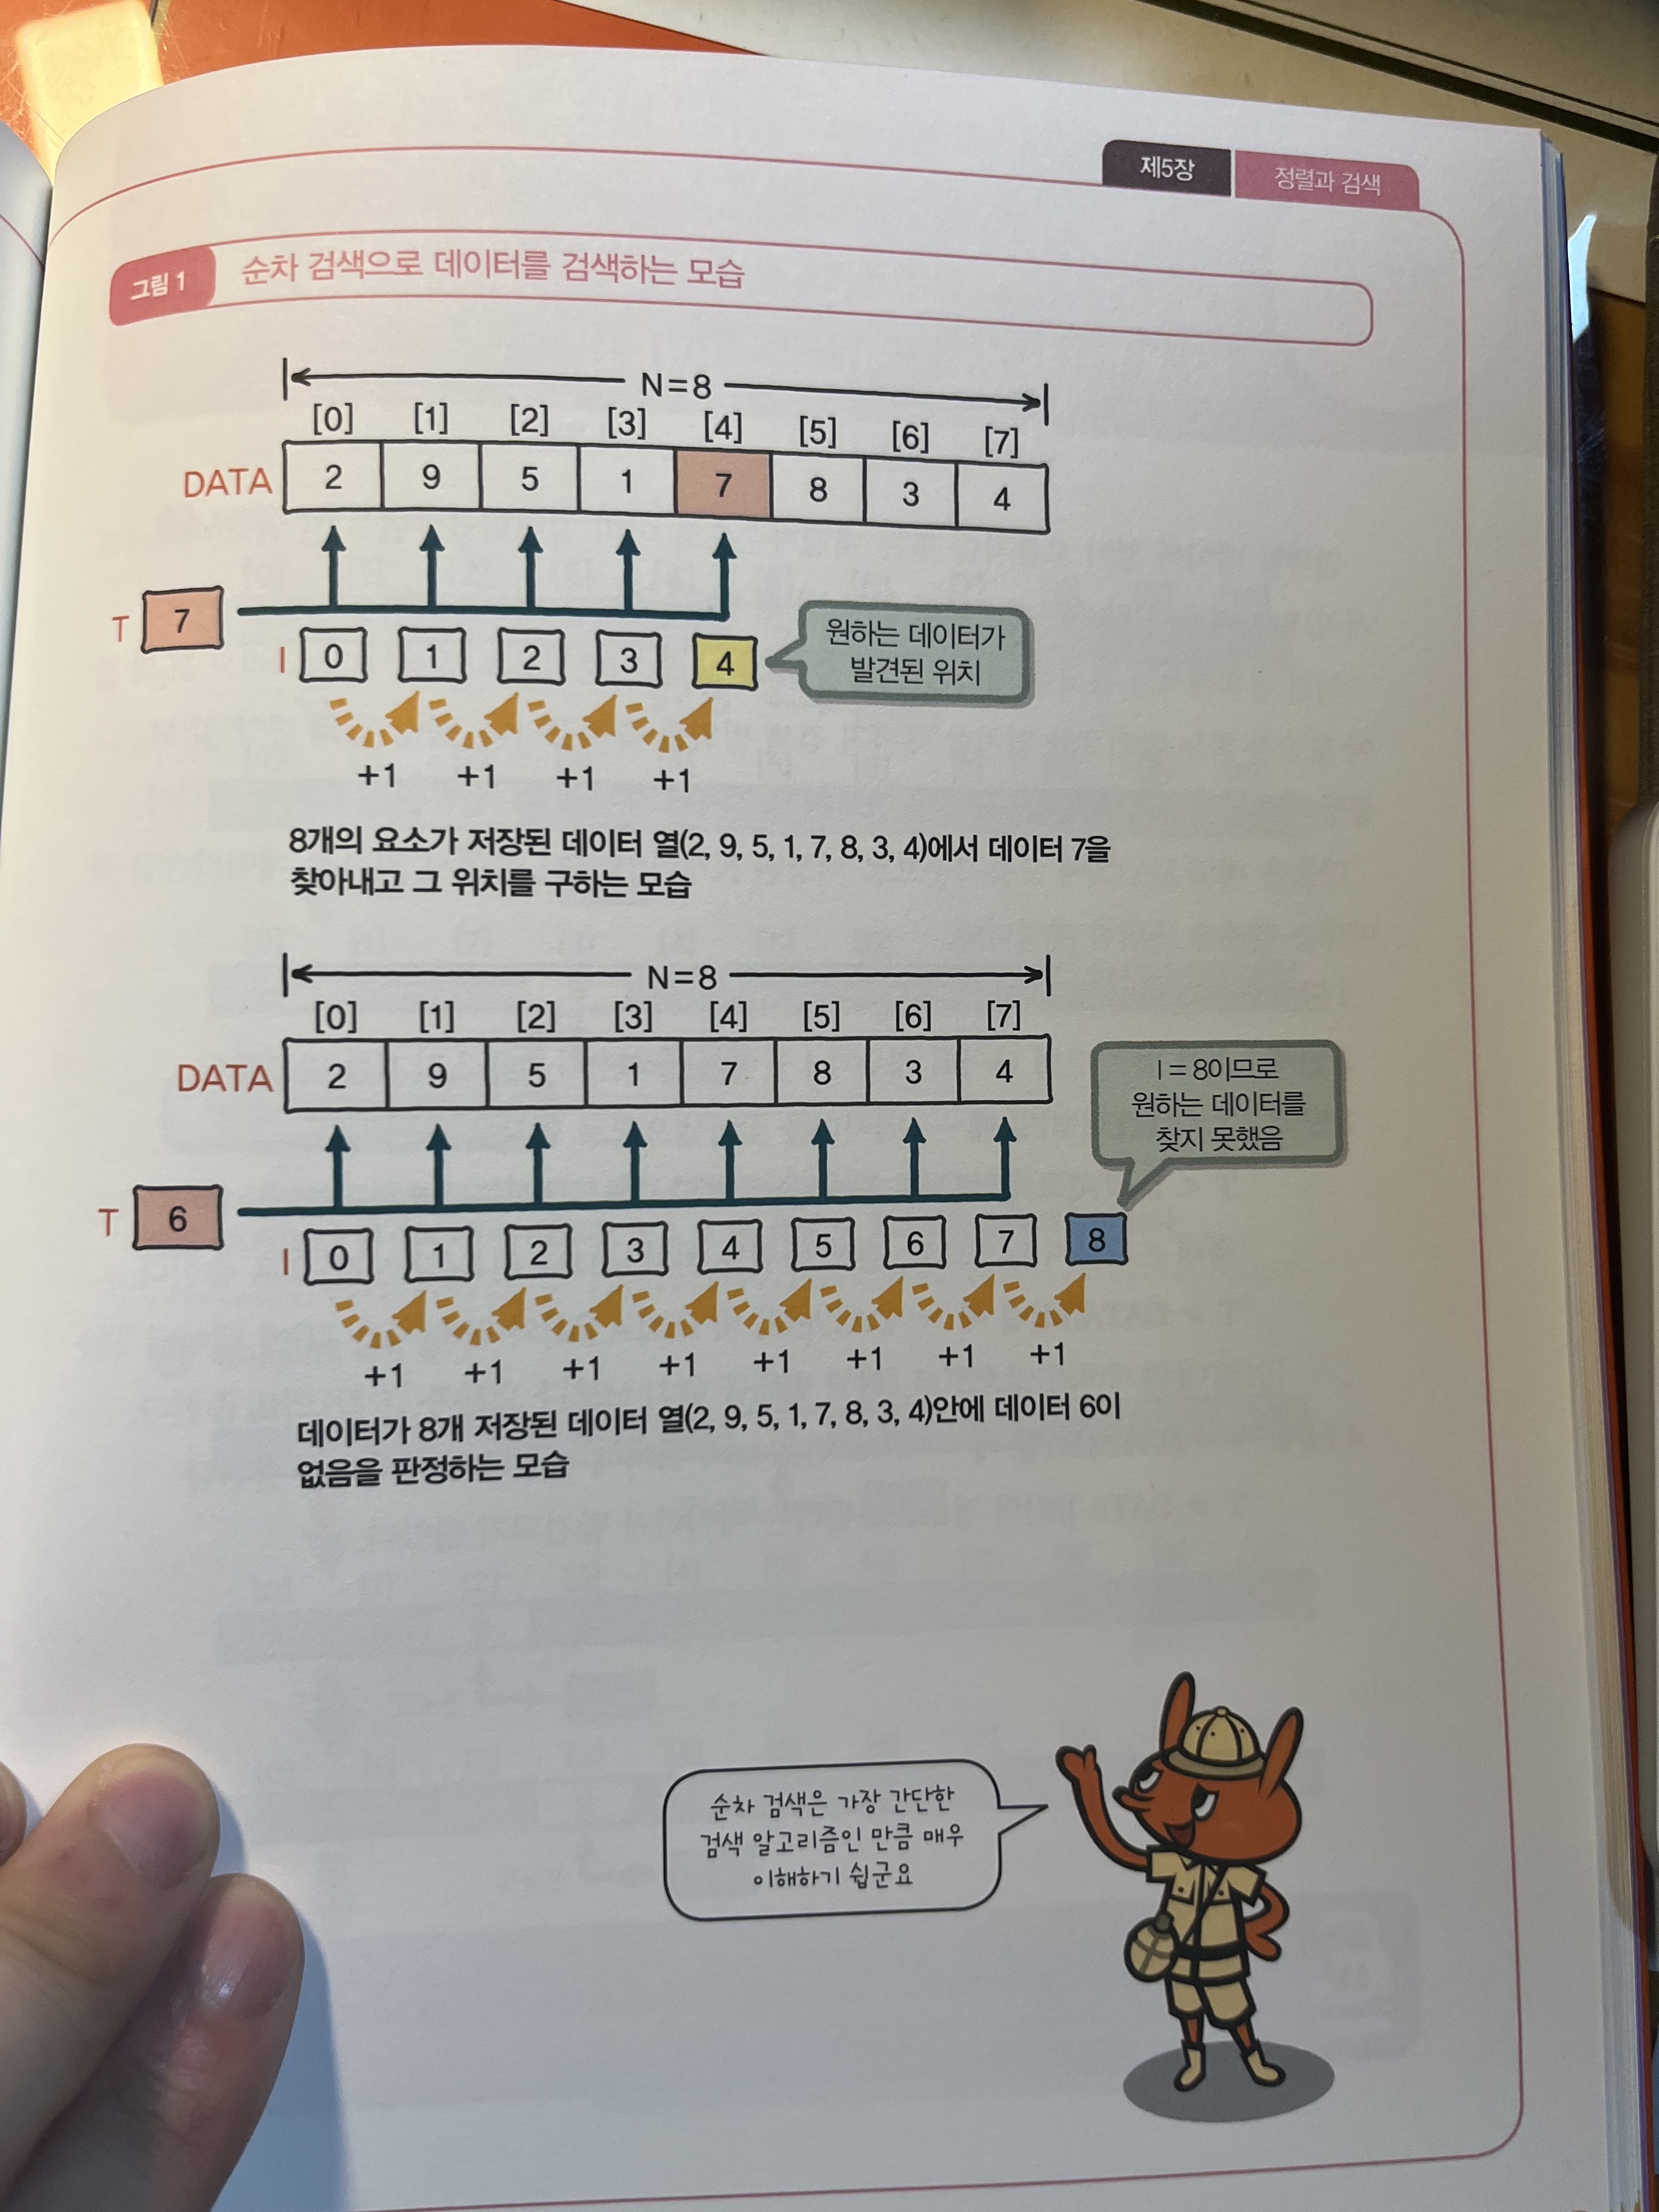 제5장 정렬과 검색
그림 1 순차 검색으로 데이터를 검색하는 모습
N=8
[0] [1] [2] [3] [4] [5] [6] [7]
DATA 2 9 5 1 7 8 3 4
T 7
I 0 1 2 3 4
원하는 데이터가
발견된 위치
+1 +1 +1 +1
8개의 요소가 저장된 데이터 열(2, 9, 5, 1, 7, 8, 3, 4)에서 데이터 7을
찾아내고 그 위치를 구하는 모습
N=8
[0] [1] [2] [3] [4] [5] [6] [7]
DATA 2 9 5 1 7 8 3 4
I = 8이므로
원하는 데이터를
찾지 못했음
T 6
I 0 1 2 3 4 5 6 7 8
+1 +1 +1 +1 +1 +1 +1 +1
데이터가 8개 저장된 데이터 열(2, 9, 5, 1, 7, 8, 3, 4)안에 데이터 6이
없음을 판정하는 모습
순차 검색은 가장 간단한
검색 알고리즘인 만큼 매우
이해하기 쉽군요